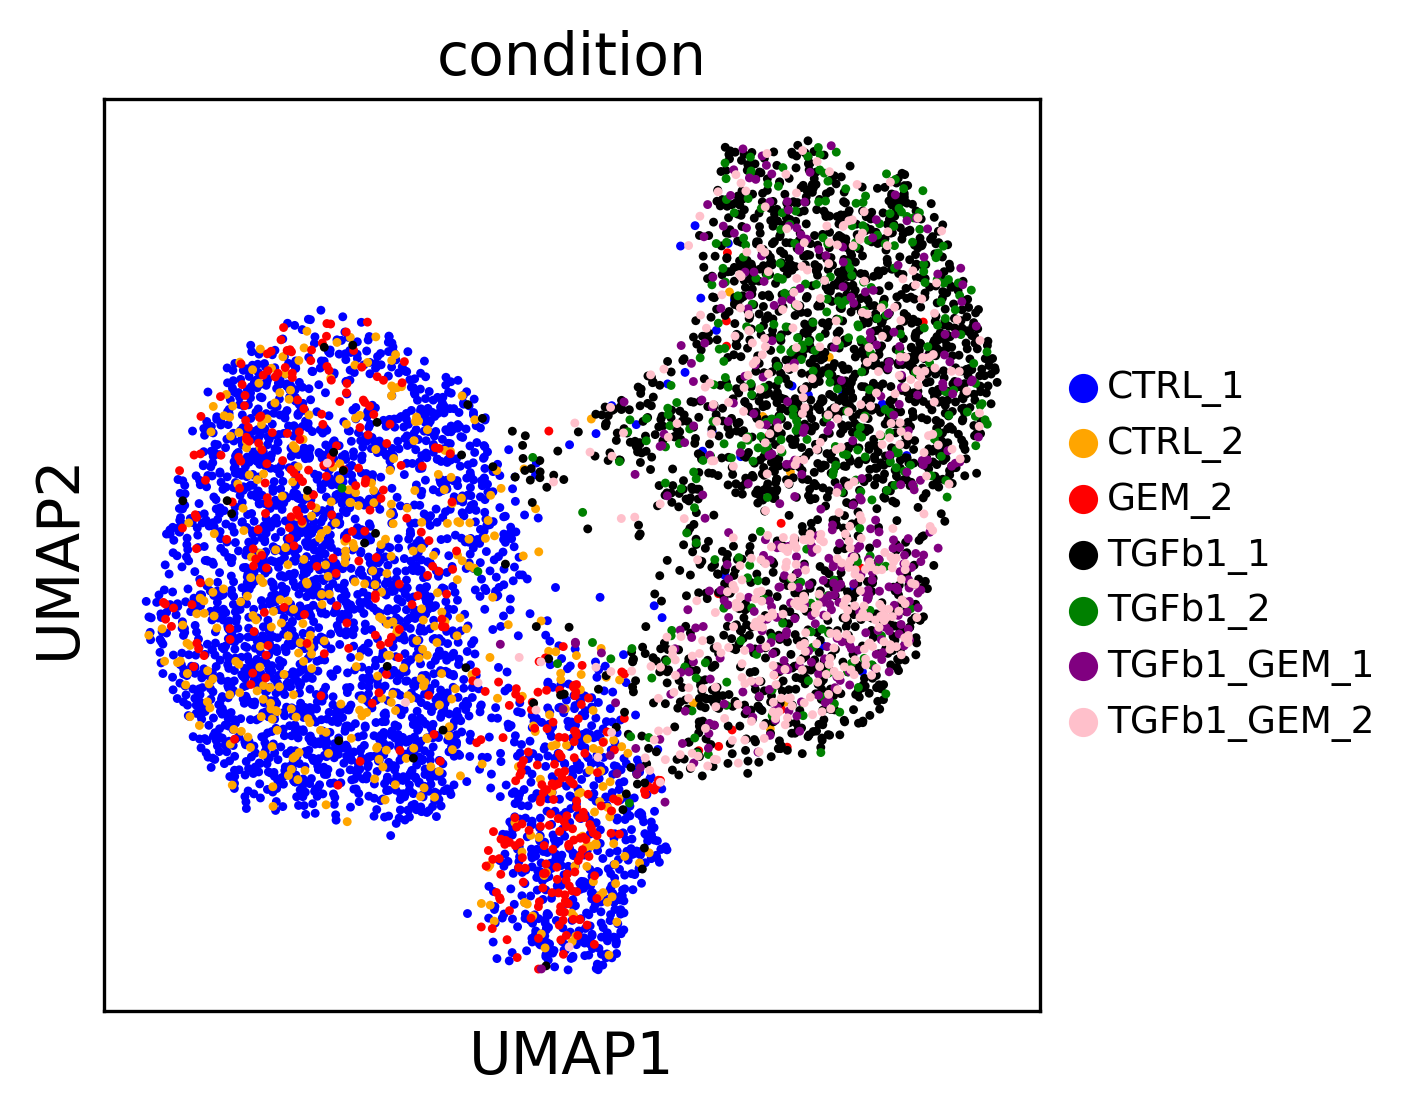 condition
UMAP2
CTRL_1
CTRL_2
GEM_2
TGFb1_1
TGFb1_2
TGFb1_GEM_1
TGFb1_GEM_2
UMAP1